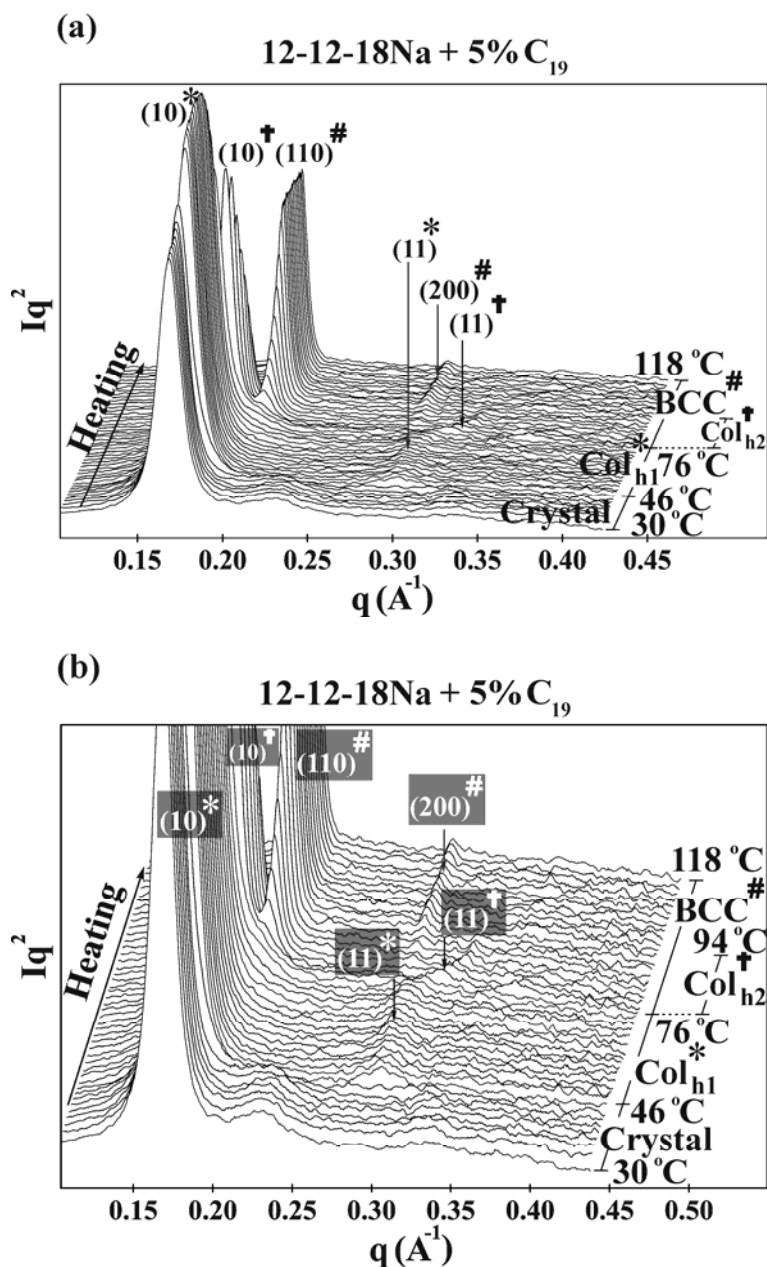 (a)
12-12-18Na + 5% C19
(10)*
(10)✝
(110)#
(11)*
(200)#
(11)✝
Iq2
Heating
118 °C
BCC#
Colh2✝
Colh1*
76 °C
46 °C
Crystal
30 °C
0.15 0.20 0.25 0.30 0.35 0.40 0.45
q (A-1)
(b)
12-12-18Na + 5% C19
(10)✝
(110)#
(200)#
(10)*
(11)✝
(11)*
Iq2
Heating
118 °C
BCC#
94 °C
Colh2✝
76 °C
Colh1*
46 °C
Crystal
30 °C
0.15 0.20 0.25 0.30 0.35 0.40 0.45 0.50
q (A-1)